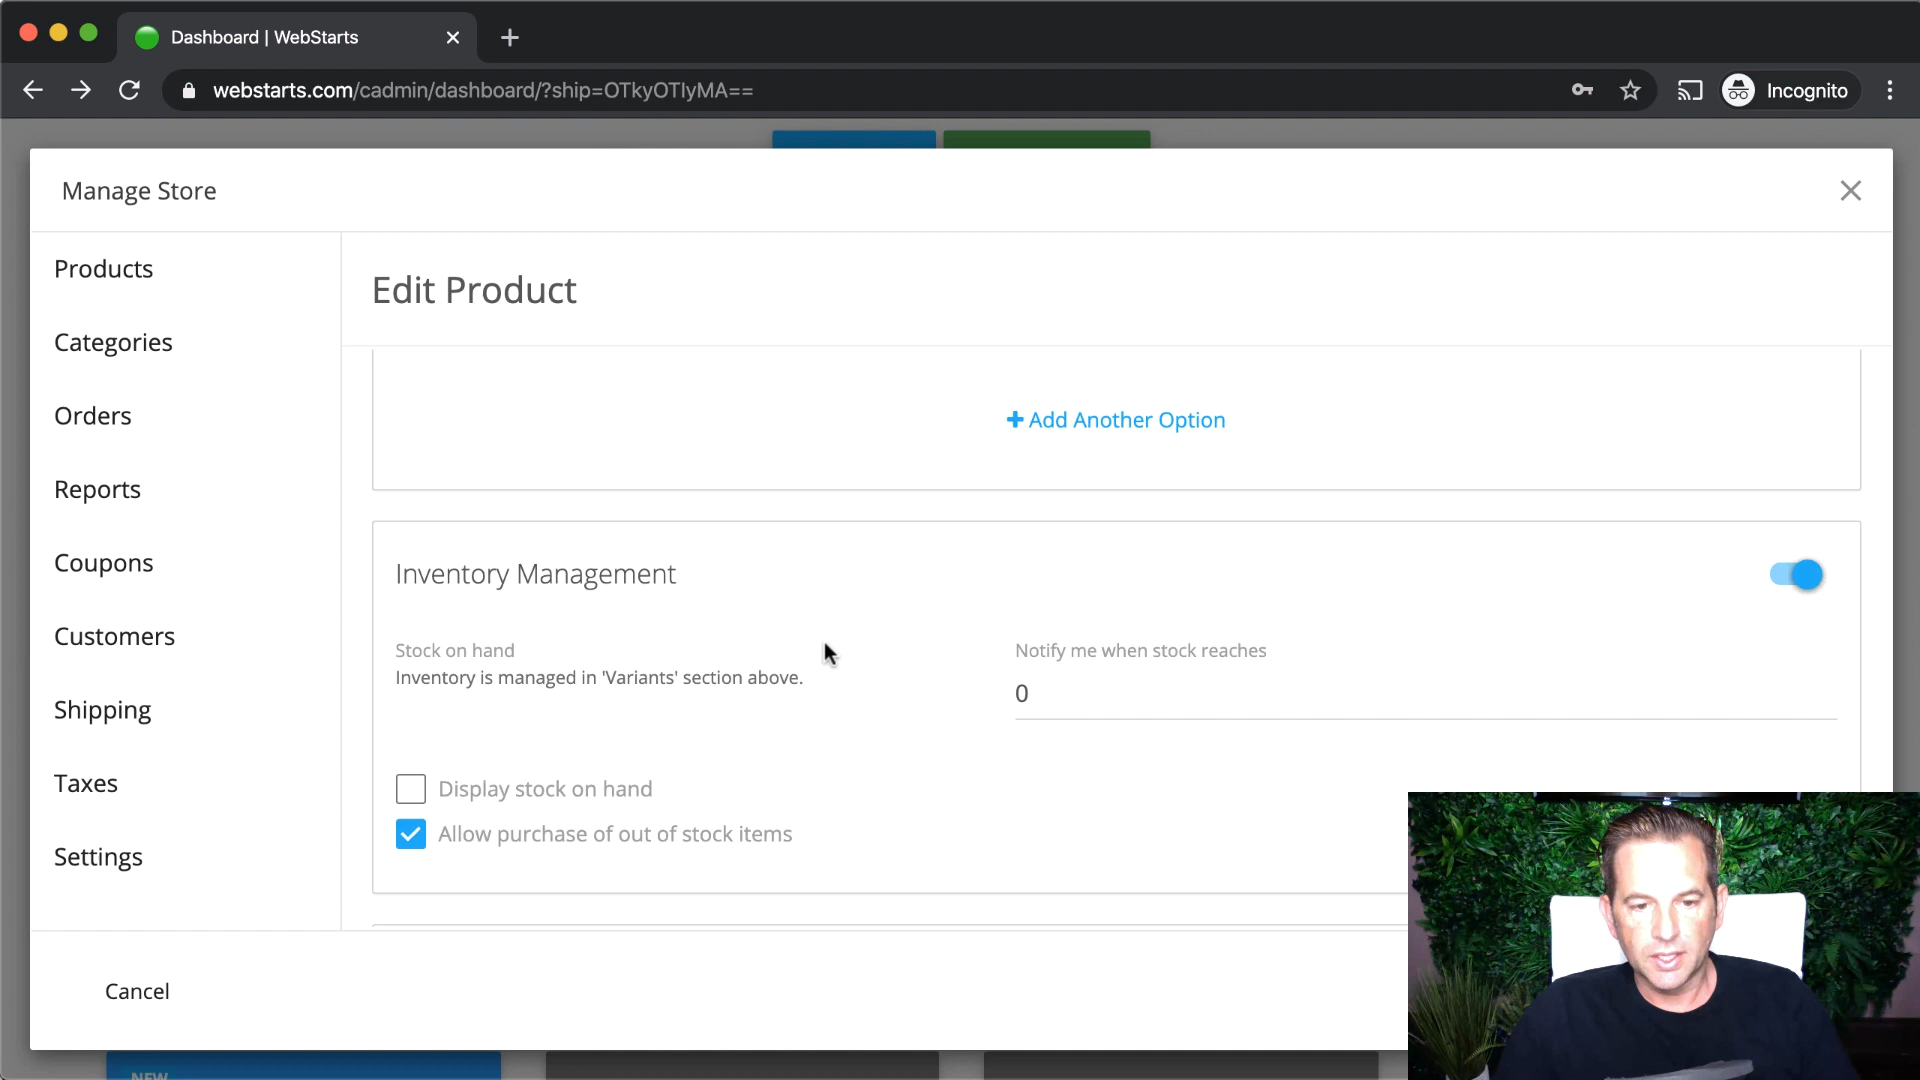 Dashboard | WebStarts
webstarts.com/cadmin/dashboard/?ship=OTkyOTIyMA==
Incognito
Manage Store
Products
Categories
Orders
Reports
Coupons
Customers
Shipping
Taxes
Settings
Edit Product
Add Another Option
Inventory Management
Stock on hand
Inventory is managed in 'Variants' section above.
Notify me when stock reaches
0
Display stock on hand
Allow purchase of out of stock items
Cancel
NEW